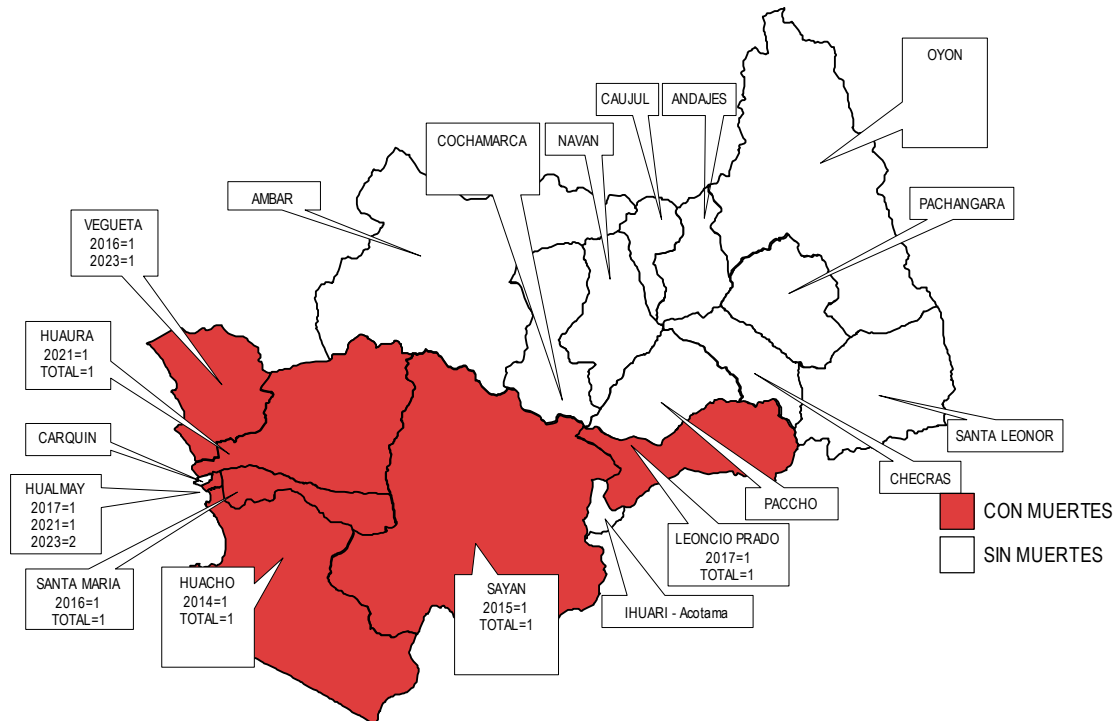 OYON
CAUJUL
ANDAJES
COCHAMARCA
NAVAN
AMBAR
PACHANGARA
VEGUETA
2016=1
2023=1
HUAURA
2021=1
TOTAL=1
CARQUIN
HUALMAY
2017=1
2021=1
2023=2
SANTA MARIA
2016=1
TOTAL=1
HUACHO
2014=1
TOTAL=1
SAYAN
2015=1
TOTAL=1
IHUARI - Acotama
LEONCIO PRADO
2017=1
TOTAL=1
PACCHO
CHECRAS
SANTA LEONOR
CON MUERTES
SIN MUERTES